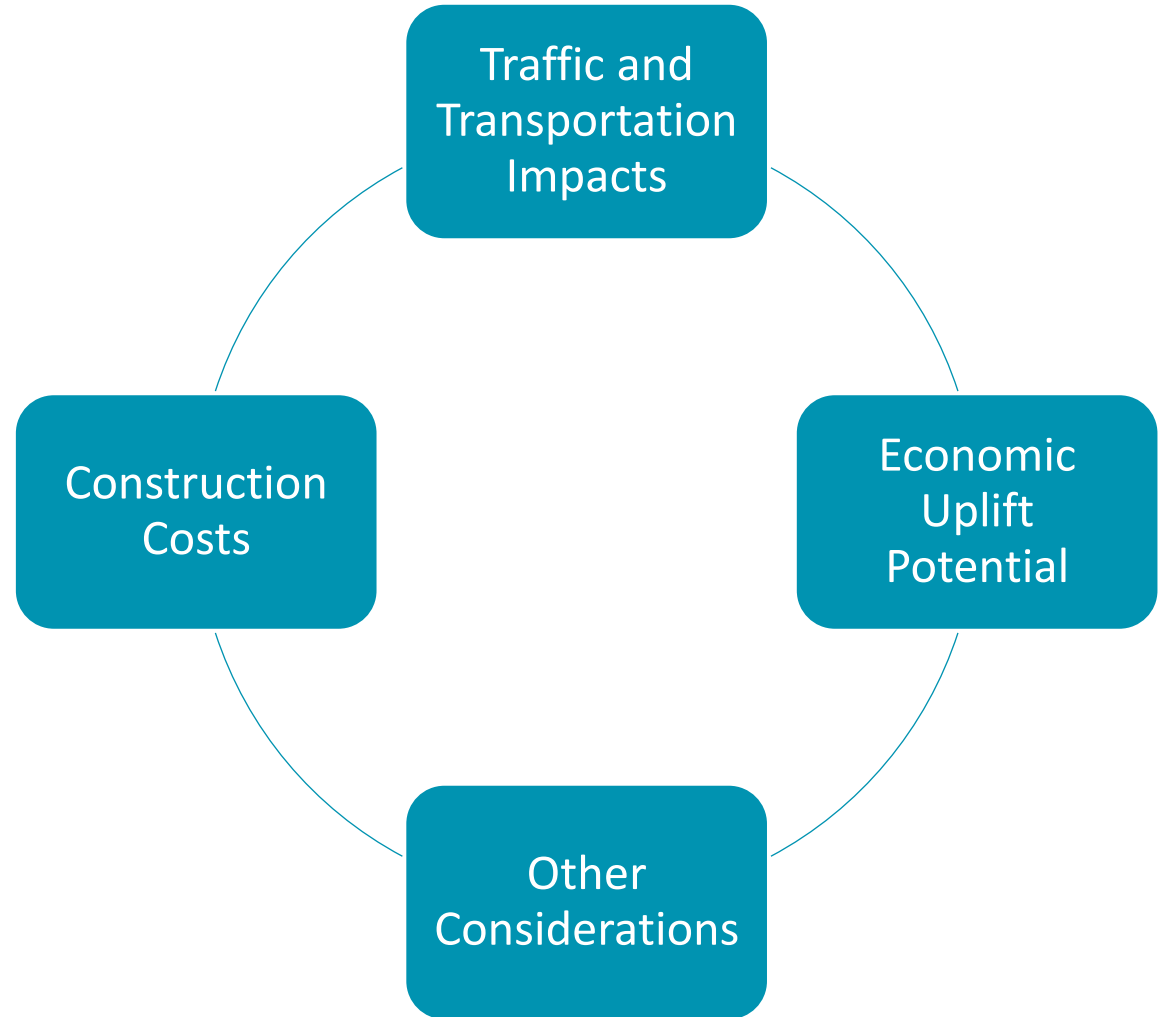 Traffic and
Transportation
Impacts
Economic
Uplift
Potential
Construction
Costs
Other
Considerations